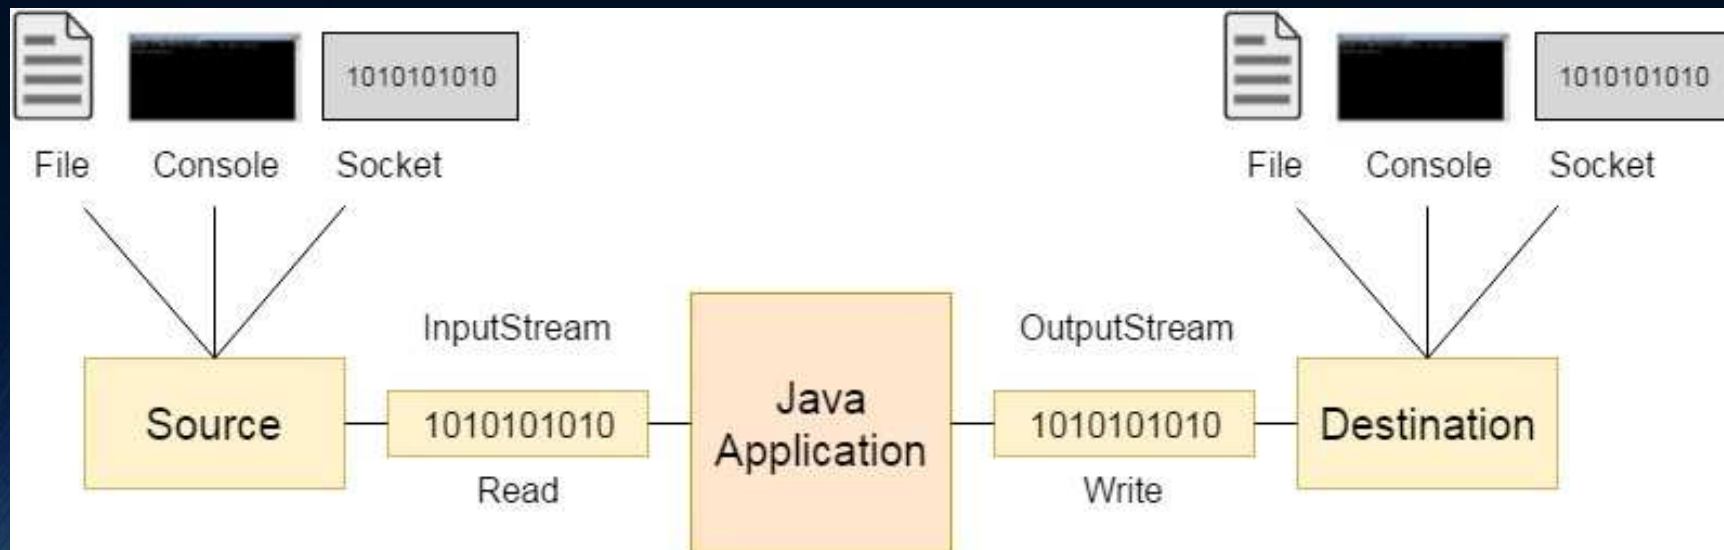 1010101010
1010101010
File Console Socket
File Console Socket
InputStream
OutputStream
Source
1010101010
Java
Application
1010101010
Destination
Read
Write